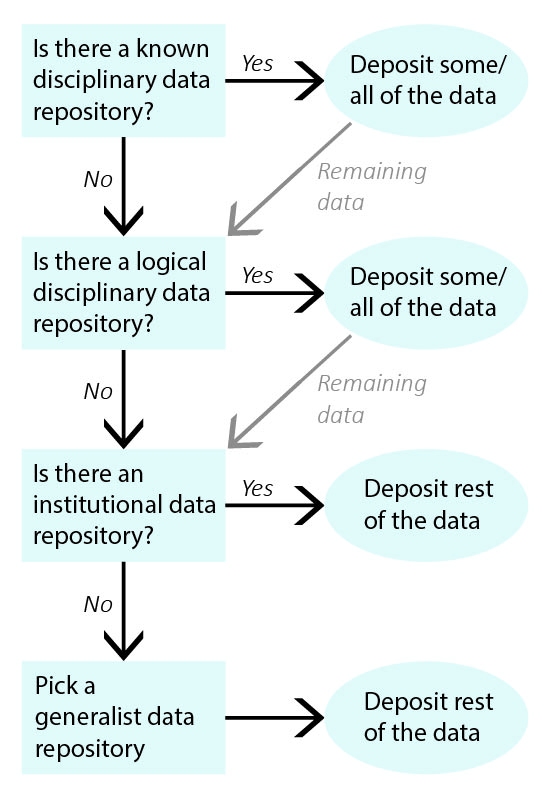 Is there a known
disciplinary data
repository?
Yes
Deposit some/
all of the data
No
Remaining
data
Is there a logical
disciplinary data
repository?
Yes
Deposit some/
all of the data
No
Remaining
data
Is there an
institutional data
repository?
Yes
Deposit rest
of the data
No
Pick a
generalist data
repository
Deposit rest
of the data